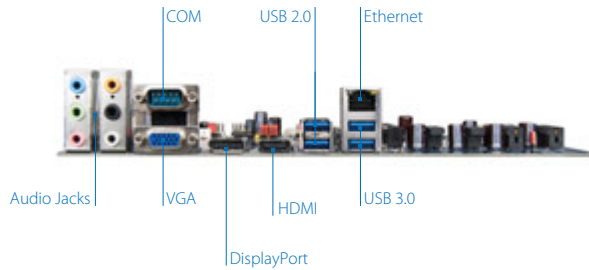 COM
USB 2.0
Ethernet
Audio Jacks
VGA
HDMI
USB 3.0
DisplayPort